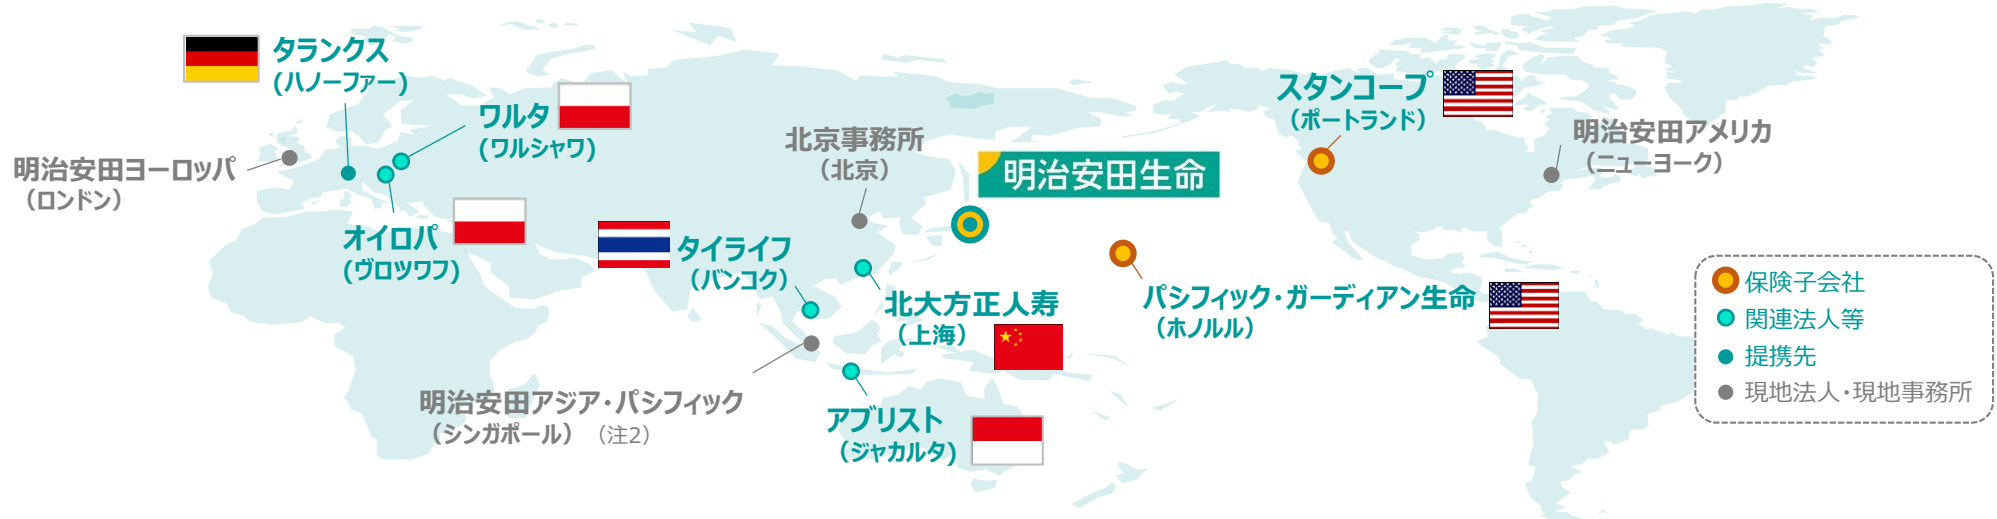 タランクス
(ハノーファー)
ワルタ
(ワルシャワ)
明治安田ヨーロッパ
（ロンドン）
オイロパ
(ヴロツワフ)
北京事務所
（北京）
明治安田生命
タイライフ
（バンコク）
北大方正人寿
（上海）
明治安田アジア・パシフィック
（シンガポール）（注2）
アブリスト
（ジャカルタ）
スタンコープ
（ポートランド）
明治安田アメリカ
（ニューヨーク）
パシフィック・ガーディアン生命
（ホノルル）
保険子会社
関連法人等
提携先
現地法人・現地事務所